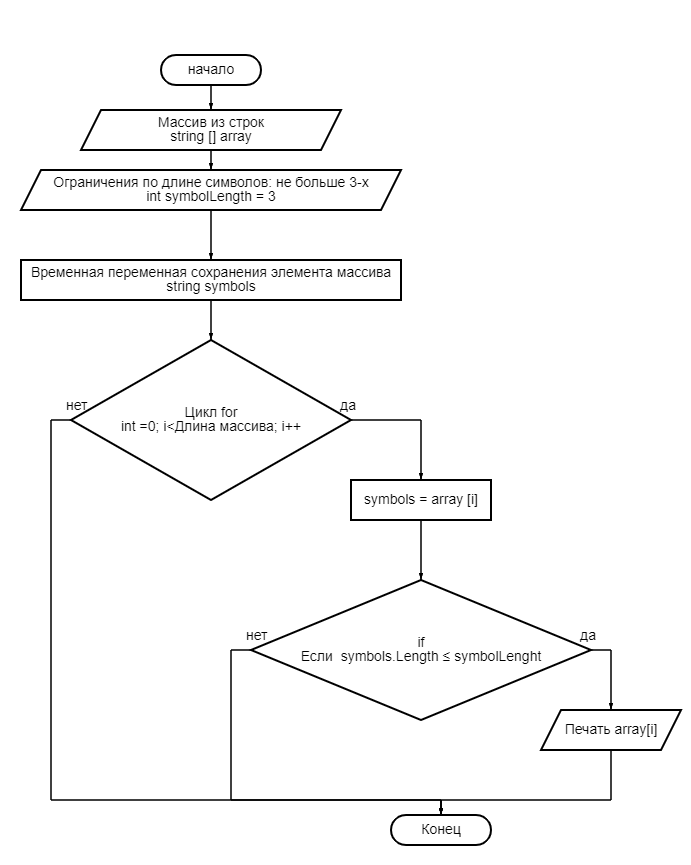 начало
Массив из строк
string [] array
Ограничения по длине символов: не больше 3-х
int symbolLength = 3
Временная переменная сохранения элемента массива
string symbols
нет
да
Цикл for
int =0; i<Длина массива; i++
symbols = array [i]
нет
да
if
Если  symbols.Length ≤ symbolLenght
Печать array[i]
Конец